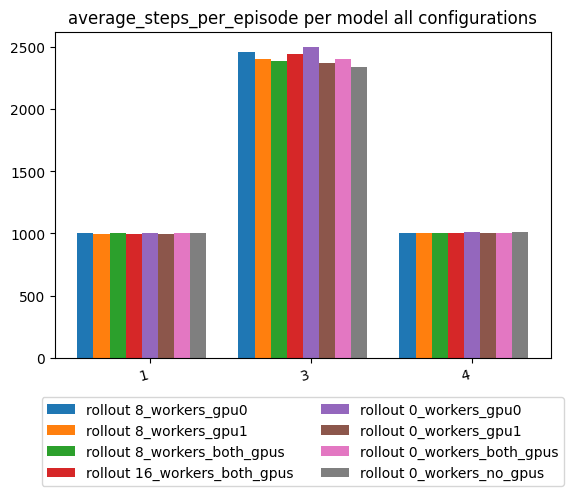 average_steps_per_episode per model all configurations
2500
2000
1500
1000
500
0
1 3 4
rollout 8_workers_gpu0
rollout 8_workers_gpu1
rollout 8_workers_both_gpus
rollout 16_workers_both_gpus
rollout 0_workers_gpu0
rollout 0_workers_gpu1
rollout 0_workers_both_gpus
rollout 0_workers_no_gpus